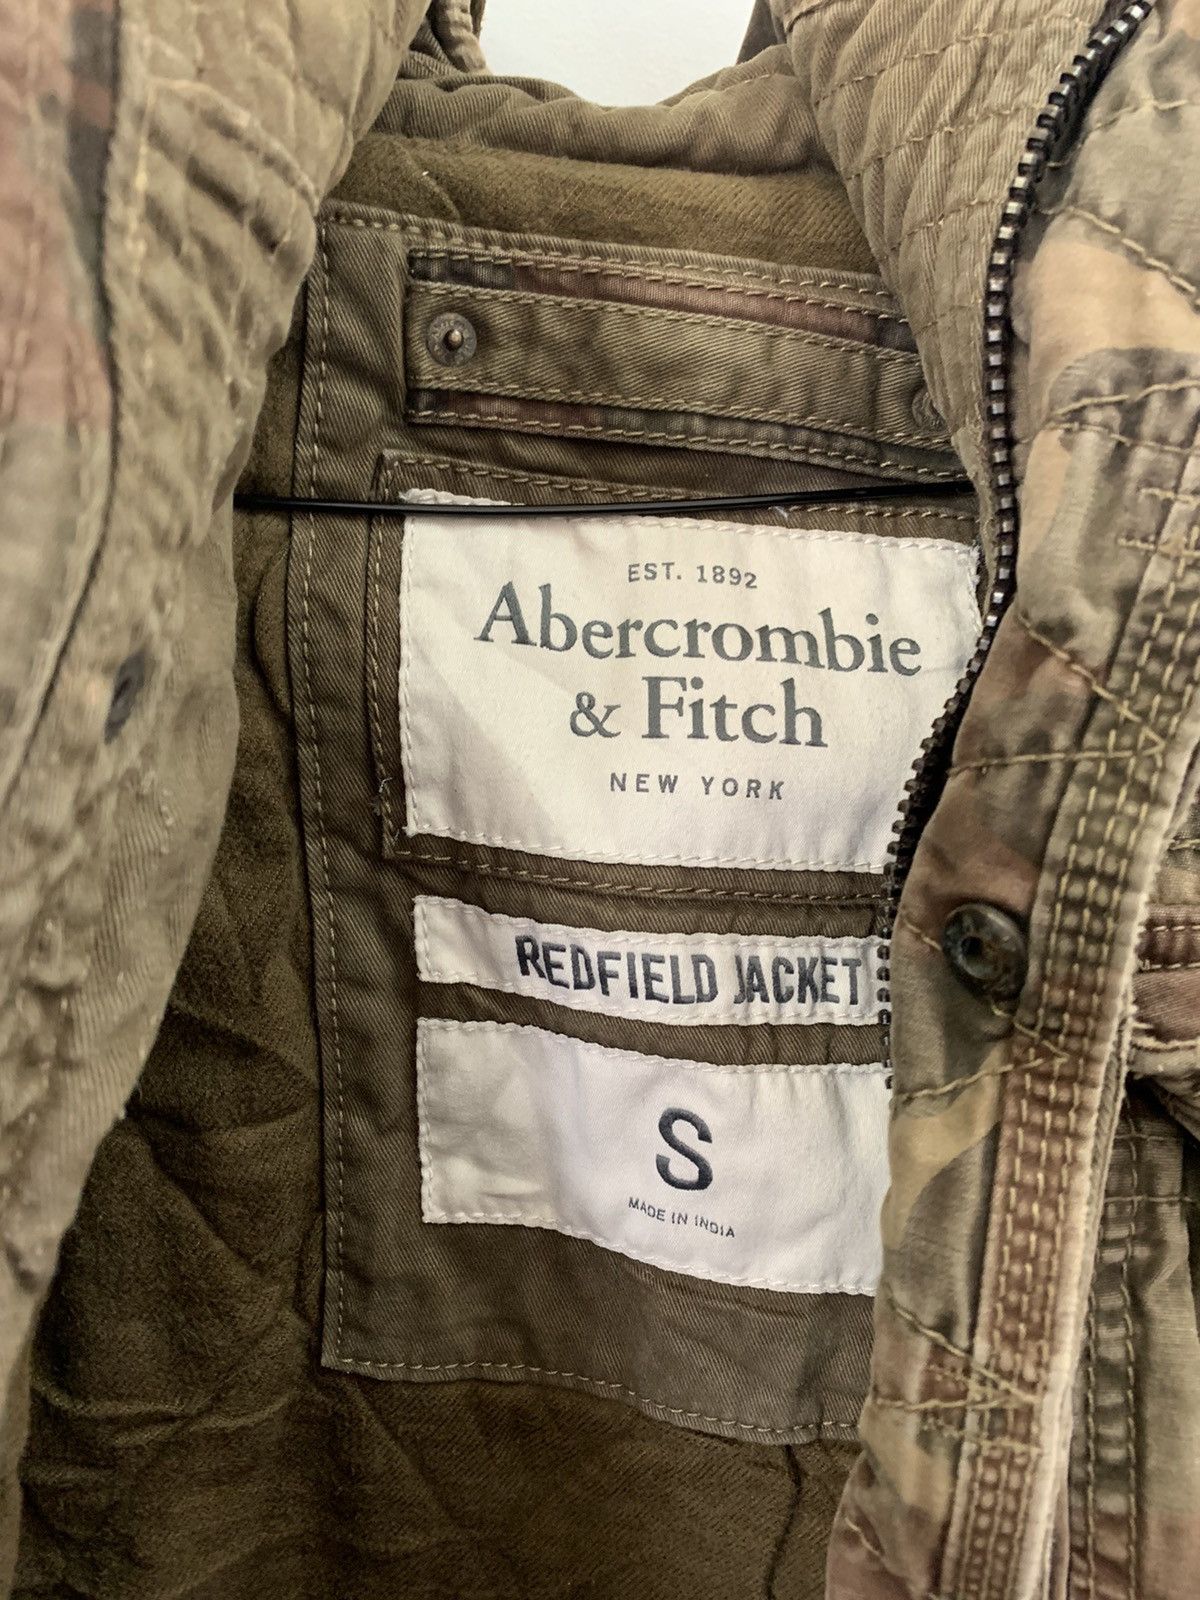 EST. 1892
Abercrombie
& Fitch
NEW YORK
REDFIELD JACKET
S
MADE IN INDIA